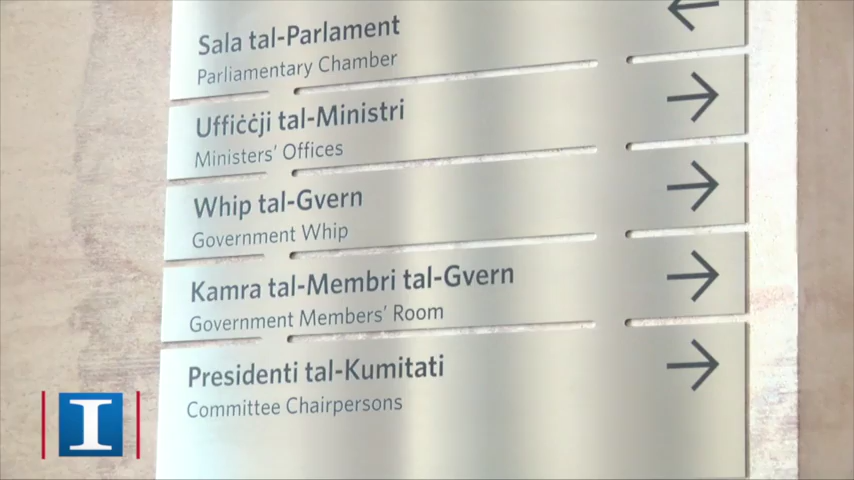 Sala tal-Parlament
Parliamentary Chamber
Uffiċċji tal-Ministri
Ministers' Offices
Whip tal-Gvern
Government Whip
Kamra tal-Membri tal-Gvern
Government Members' Room
Presidenti tal-Kumitati
Committee Chairpersons
I